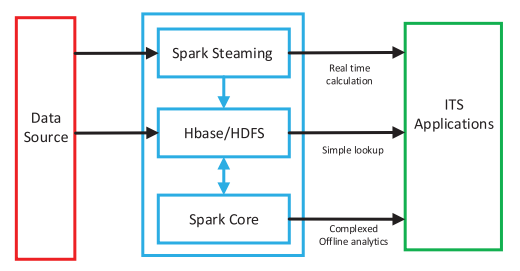 Data
Source
Spark Steaming
Hbase/HDFS
Spark Core
Real time
calculation
Simple lookup
Complexed
Offline analytics
ITS
Applications